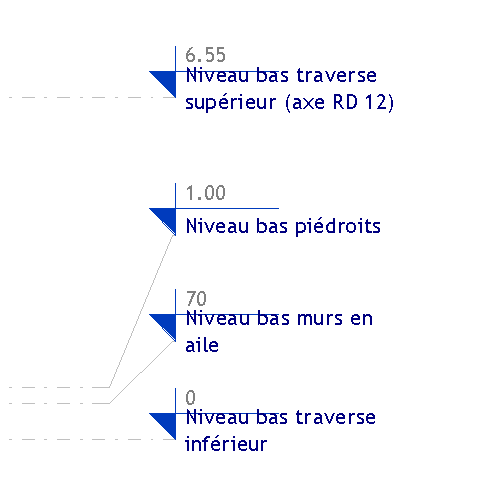 6.55
Niveau bas traverse
supérieur (axe RD 12)
1.00
Niveau bas piédroits
70
Niveau bas murs en
aile
0
Niveau bas traverse
inférieur